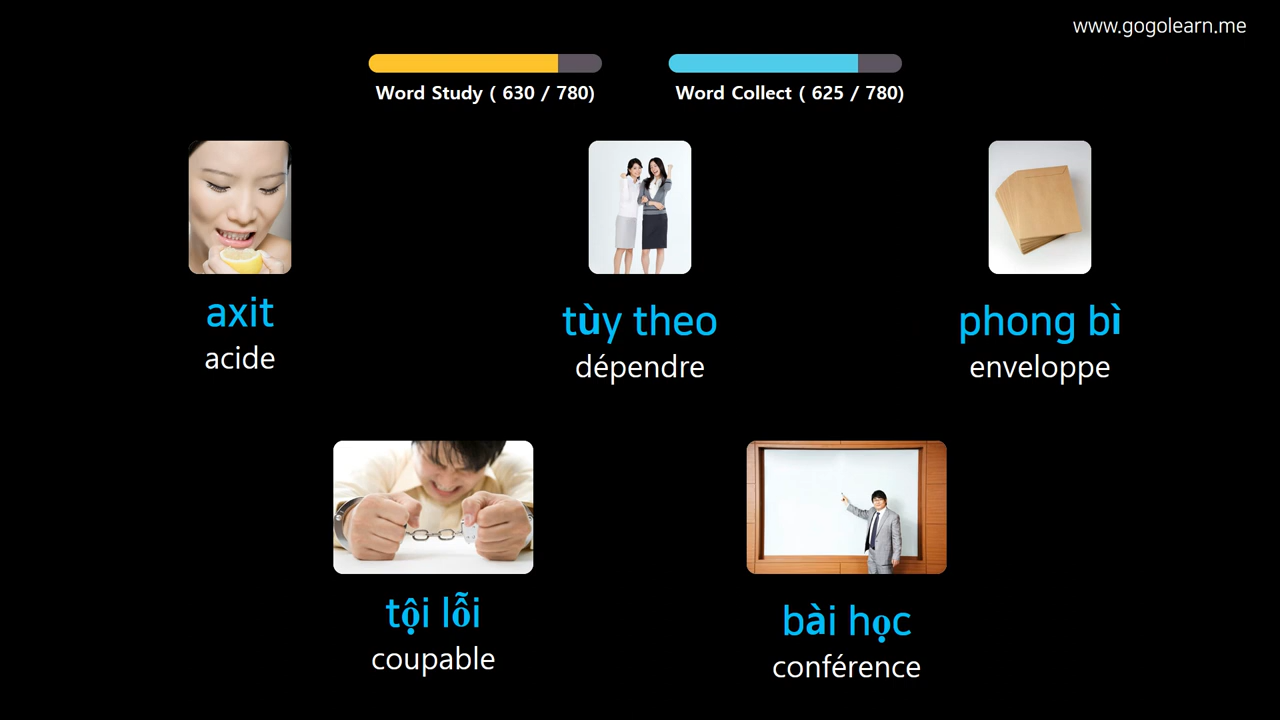 www.gogolearn.me
Word Study ( 630 / 780)
Word Collect ( 625 / 780)
axit
acide
tùy theo
dépendre
phong bì
enveloppe
tội lỗi
coupable
bài học
conférence